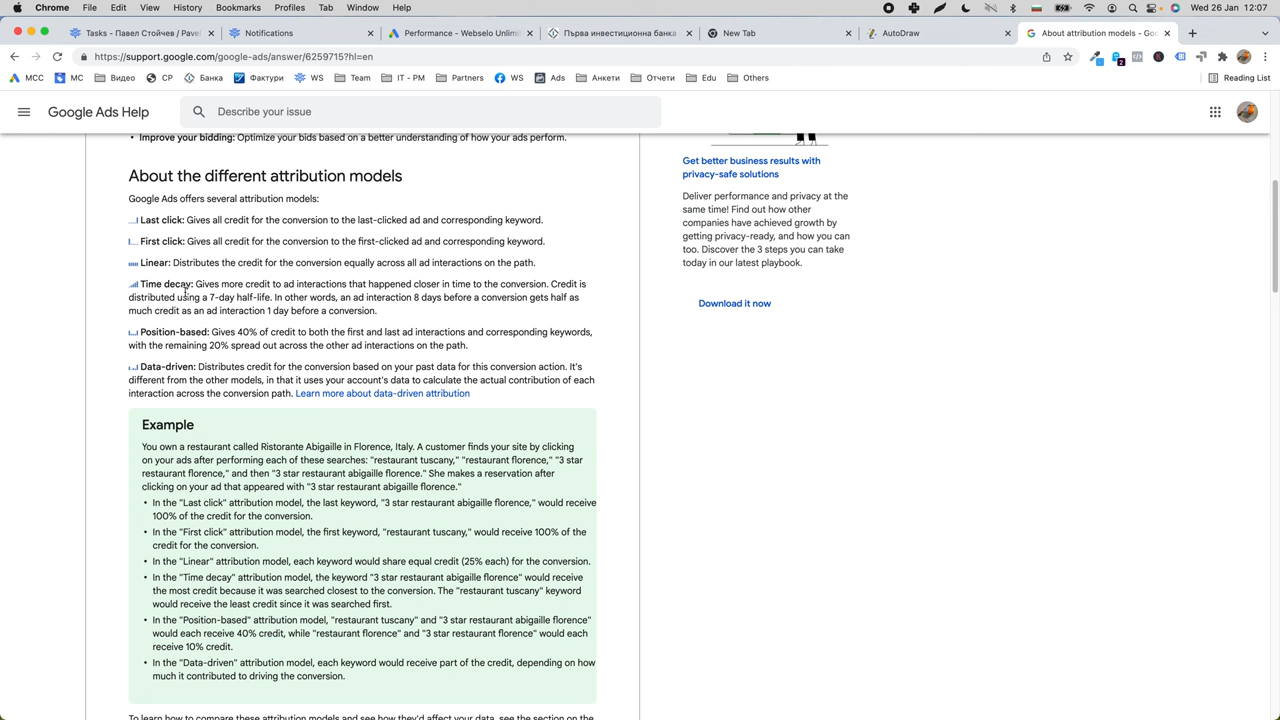 Chrome File Edit View History Bookmarks Profiles Tab Window Help Wed 26 Jan 12:07
Tasks - Павел Стойчев / Pavel Notifications Performance - Webselo Unlimi Първа инвестиционна банка New Tab AutoDraw About attribution models - Goo
https://support.google.com/google-ads/answer/6259715?hl=en
MCC МС Видео CP Банка Фактури WS Team IT - PM Partners WS Ads Анкети Отчети Edu Others Reading List
Google Ads Help Describe your issue
• Improve your bidding: Optimize your bids based on a better understanding of how your ads perform.
About the different attribution models
Google Ads offers several attribution models:
Last click: Gives all credit for the conversion to the last-clicked ad and corresponding keyword.
First click: Gives all credit for the conversion to the first-clicked ad and corresponding keyword.
Linear: Distributes the credit for the conversion equally across all ad interactions on the path.
Time decay: Gives more credit to ad interactions that happened closer in time to the conversion. Credit is
distributed using a 7-day half-life. In other words, an ad interaction 8 days before a conversion gets half as
much credit as an ad interaction 1 day before a conversion.
Position-based: Gives 40% of credit to both the first and last ad interactions and corresponding keywords,
with the remaining 20% spread out across the other ad interactions on the path.
Data-driven: Distributes credit for the conversion based on your past data for this conversion action. It's
different from the other models, in that it uses your account's data to calculate the actual contribution of each
interaction across the conversion path. Learn more about data-driven attribution
Example
You own a restaurant called Ristorante Abigaille in Florence, Italy. A customer finds your site by clicking
on your ads after performing each of these searches: "restaurant tuscany," "restaurant florence," "3 star
restaurant florence," and then "3 star restaurant abigaille florence." She makes a reservation after
clicking on your ad that appeared with "3 star restaurant abigaille florence."
• In the "Last click" attribution model, the last keyword, "3 star restaurant abigaille florence," would receive
100% of the credit for the conversion.
• In the "First click" attribution model, the first keyword, "restaurant tuscany," would receive 100% of the
credit for the conversion.
• In the "Linear" attribution model, each keyword would share equal credit (25% each) for the conversion.
• In the "Time decay" attribution model, the keyword "3 star restaurant abigaille florence" would receive
the most credit because it was searched closest to the conversion. The "restaurant tuscany" keyword
would receive the least credit since it was searched first.
• In the "Position-based" attribution model, "restaurant tuscany" and "3 star restaurant abigaille florence"
would each receive 40% credit, while "restaurant florence" and "3 star restaurant florence" would each
receive 10% credit.
• In the "Data-driven" attribution model, each keyword would receive part of the credit, depending on how
much it contributed to driving the conversion.
To learn how to compare these attribution models and see how they'd affect your data, see the section on the
Get better business results with
privacy-safe solutions
Deliver performance and privacy at the
same time! Find out how other
companies have achieved growth by
getting privacy-ready, and how you can
too. Discover the 3 steps you can take
today in our latest playbook.
Download it now